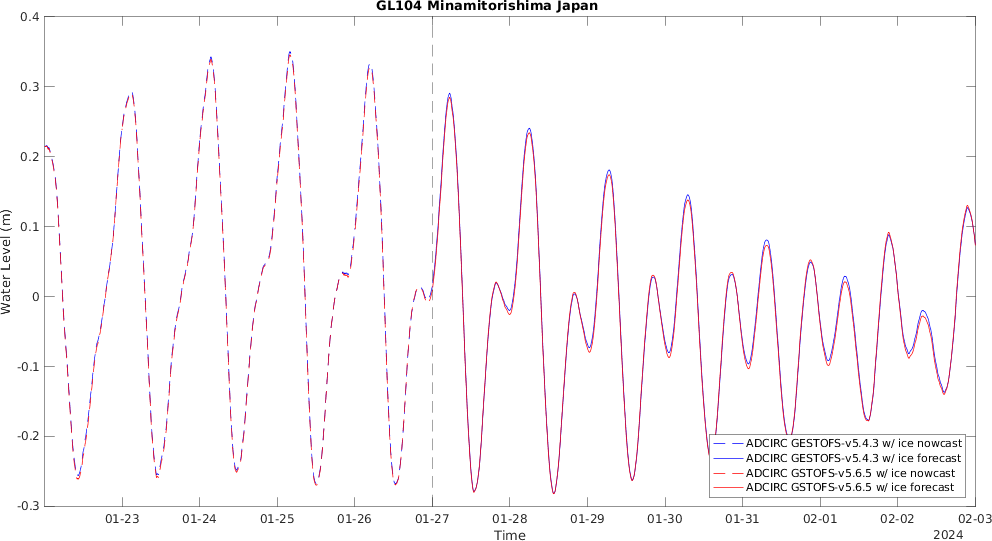 GL104 Minamitorishima Japan
0.4
0.3
0.2
0.1
0
-0.1
-0.2
-0.3
Water Level (m)
ADCIRC GESTOFS-v5.4.3 w/ ice nowcast
ADCIRC GESTOFS-v5.4.3 w/ ice forecast
ADCIRC GSTOFS-v5.6.5 w/ ice nowcast
ADCIRC GSTOFS-v5.6.5 w/ ice forecast
01-23 01-24 01-25 01-26 01-27 01-28 01-29 01-30 01-31 02-01 02-02 02-03
Time
2024